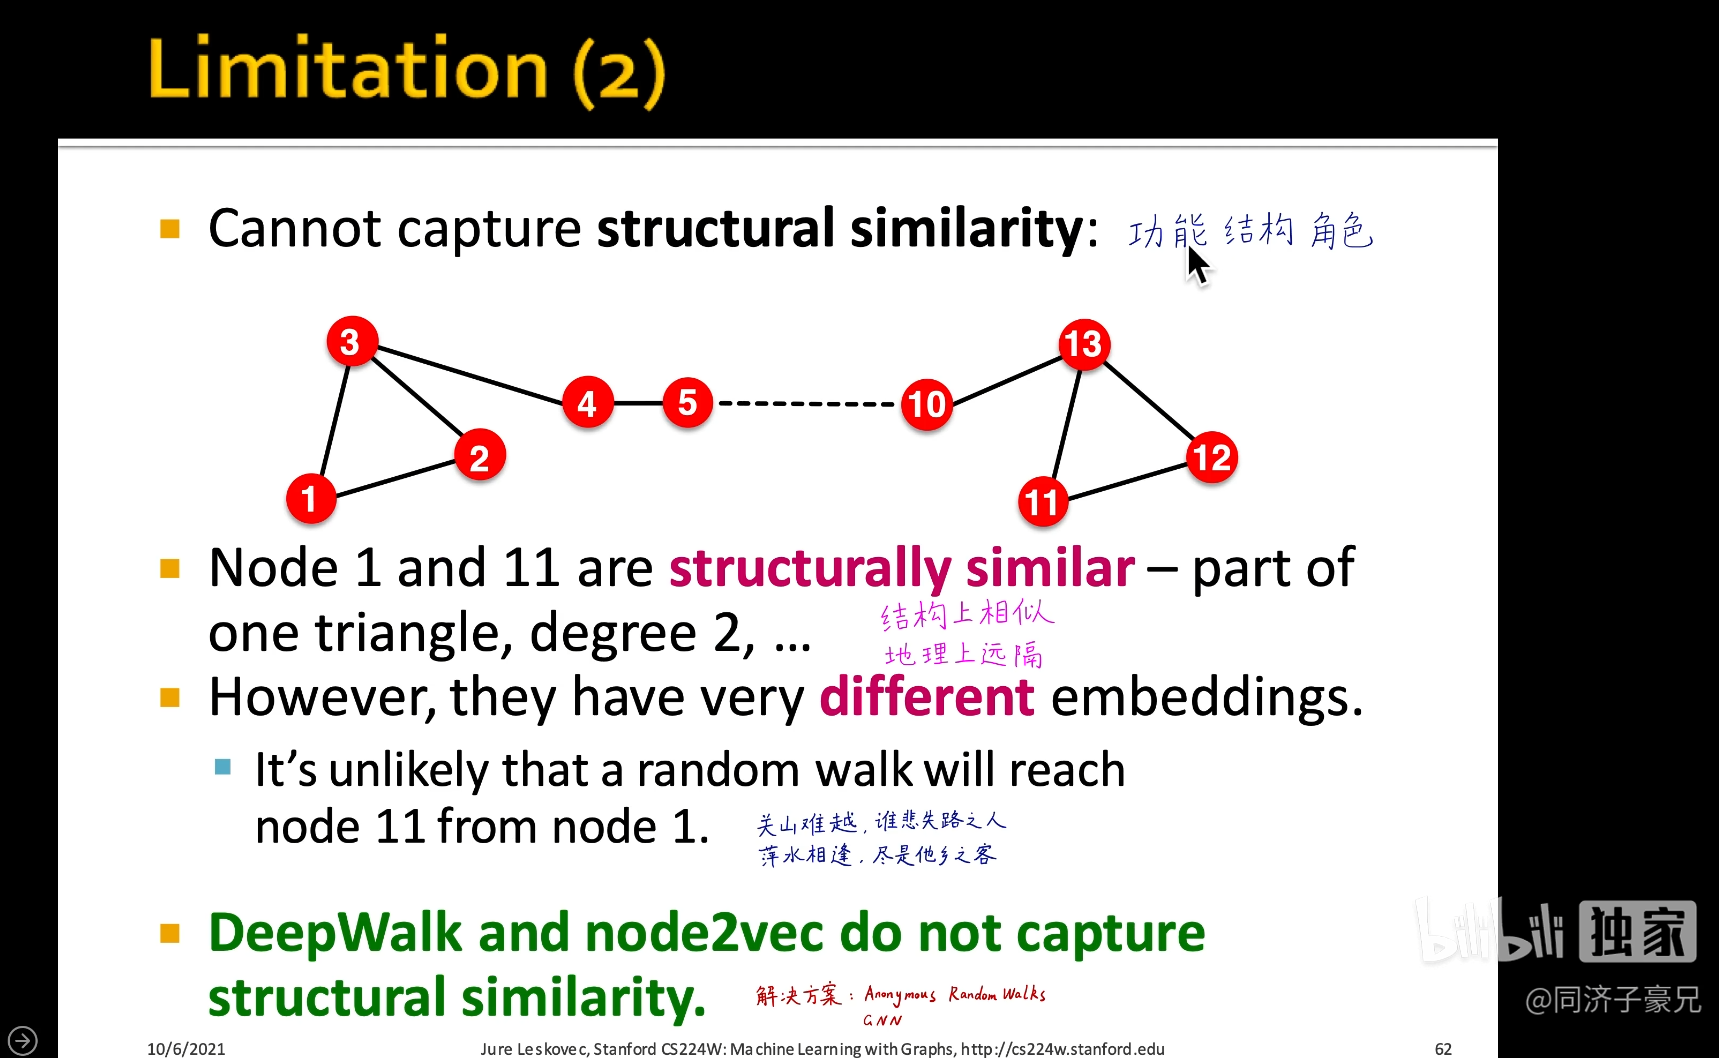 Limitation (2)
Cannot capture structural similarity: 功能 结构 角色
3
13
4
5
10
2
12
1
11
Node 1 and 11 are structurally similar – part of
one triangle, degree 2, ...
结构上相似
地理上远隔
However, they have very different embeddings.
It's unlikely that a random walk will reach
node 11 from node 1.
关山难越,谁悲失路之人
萍水相逢,尽是他乡之客
DeepWalk and node2vec do not capture
structural similarity.
解决方案: Anonymous Random Walks
GNN
bilibili 独家
@同济子豪兄
10/6/2021
Jure Leskovec, Stanford CS224W: Machine Learning with Graphs, http://cs224w.stanford.edu
62